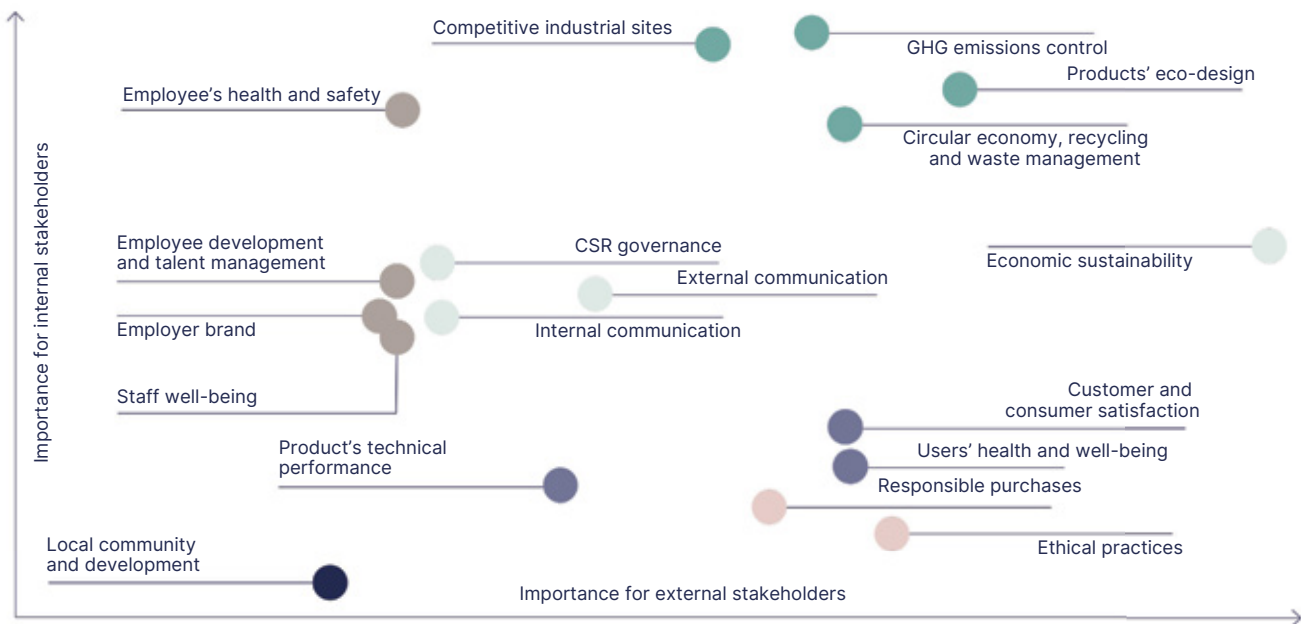 Competitive industrial sites
GHG emissions control
Products’ eco-design
Employee’s health and safety
Circular economy, recycling
and waste management
Importance for internal stakeholders
Employee development
and talent management
CSR governance
Economic sustainability
External communication
Employer brand
Internal communication
Staff well-being
Customer and
consumer satisfaction
Product’s technical
performance
Users’ health and well-being
Responsible purchases
Ethical practices
Local community
and development
Importance for external stakeholders